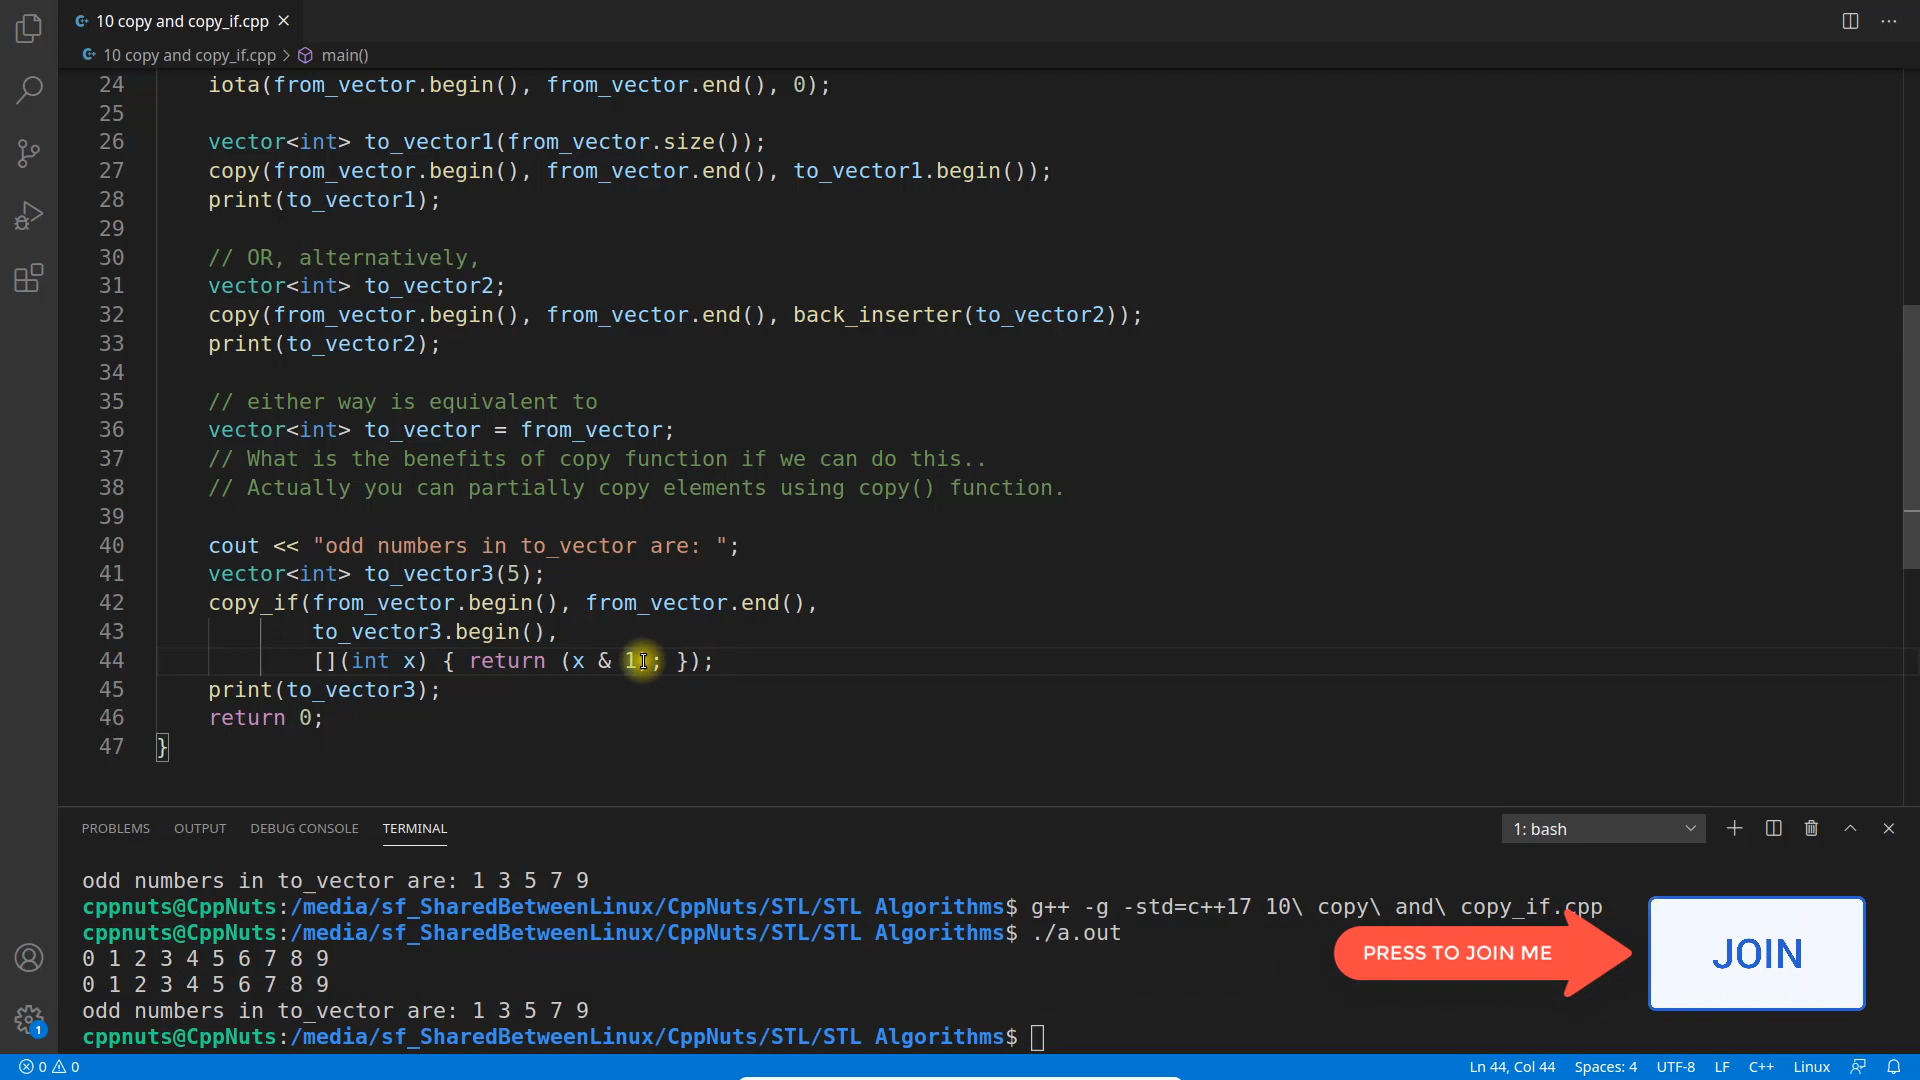 10 copy and copy_if.cpp
10 copy and copy_if.cpp > main()
24 iota(from_vector.begin(), from_vector.end(), 0);
25
26 vector<int> to_vector1(from_vector.size());
27 copy(from_vector.begin(), from_vector.end(), to_vector1.begin());
28 print(to_vector1);
29
30 // OR, alternatively,
31 vector<int> to_vector2;
32 copy(from_vector.begin(), from_vector.end(), back_inserter(to_vector2));
33 print(to_vector2);
34
35 // either way is equivalent to
36 vector<int> to_vector = from_vector;
37 // What is the benefits of copy function if we can do this..
38 // Actually you can partially copy elements using copy() function.
39
40 cout << "odd numbers in to_vector are: ";
41 vector<int> to_vector3(5);
42 copy_if(from_vector.begin(), from_vector.end(),
43 to_vector3.begin(),
44 [](int x) { return (x & 1); });
45 print(to_vector3);
46 return 0;
47 }
PROBLEMS OUTPUT DEBUG CONSOLE TERMINAL 1: bash
odd numbers in to_vector are: 1 3 5 7 9
cppnuts@CppNuts:/media/sf_SharedBetweenLinux/CppNuts/STL/STL Algorithms$ g++ -g -std=c++17 10\ copy\ and\ copy_if.cpp
cppnuts@CppNuts:/media/sf_SharedBetweenLinux/CppNuts/STL/STL Algorithms$ ./a.out
0 1 2 3 4 5 6 7 8 9
0 1 2 3 4 5 6 7 8 9
odd numbers in to_vector are: 1 3 5 7 9
cppnuts@CppNuts:/media/sf_SharedBetweenLinux/CppNuts/STL/STL Algorithms$
PRESS TO JOIN ME
JOIN
1
0 0 Ln 44, Col 44 Spaces: 4 UTF-8 LF C++ Linux